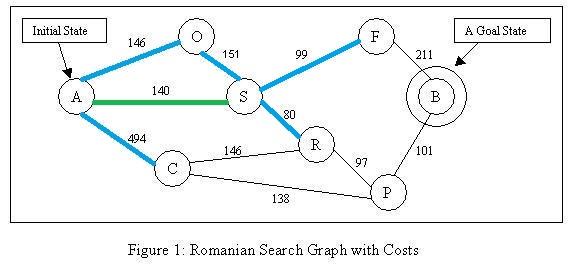 Initial State
A Goal State
O
F
146
151
99
211
A
140
S
B
494
80
R
146
97
101
C
138
P
Figure 1: Romanian Search Graph with Costs